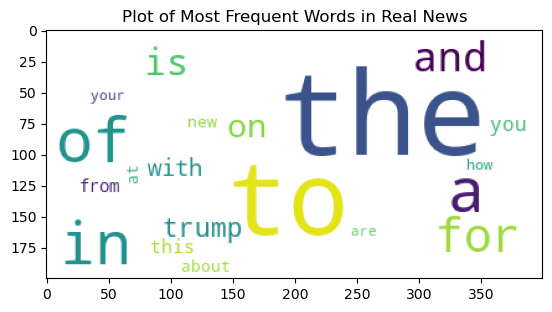 Plot of Most Frequent Words in Real News
0
25
50
75
100
125
150
175
0 50 100 150 200 250 300 350
is
and
your
the
of
new
on
you
with
how
at
from
to
a
trump
for
are
in
this
about